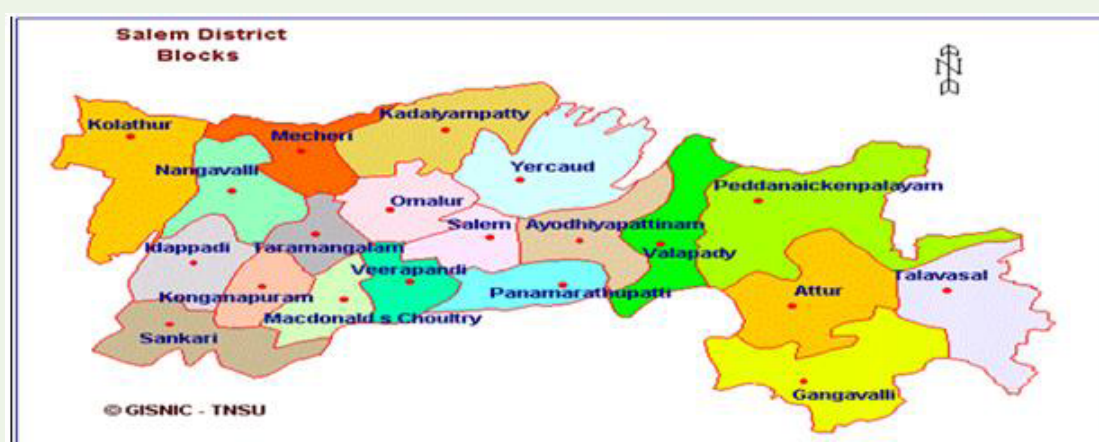 Salem District
Blocks
N
Kolathur
Mecheri
Kadaiyampatty
Nangavalli
Yercaud
Omalur
Peddanaickenpalayam
Salem
Ayodhiyapattinam
Idappadi
Taramangalam
Valapady
Veerapandi
Talavasal
Konganapuram
Panamarathupatti
Attur
Macdonald s Choultry
Sankari
Gangavalli
© GISNIC - TNSU